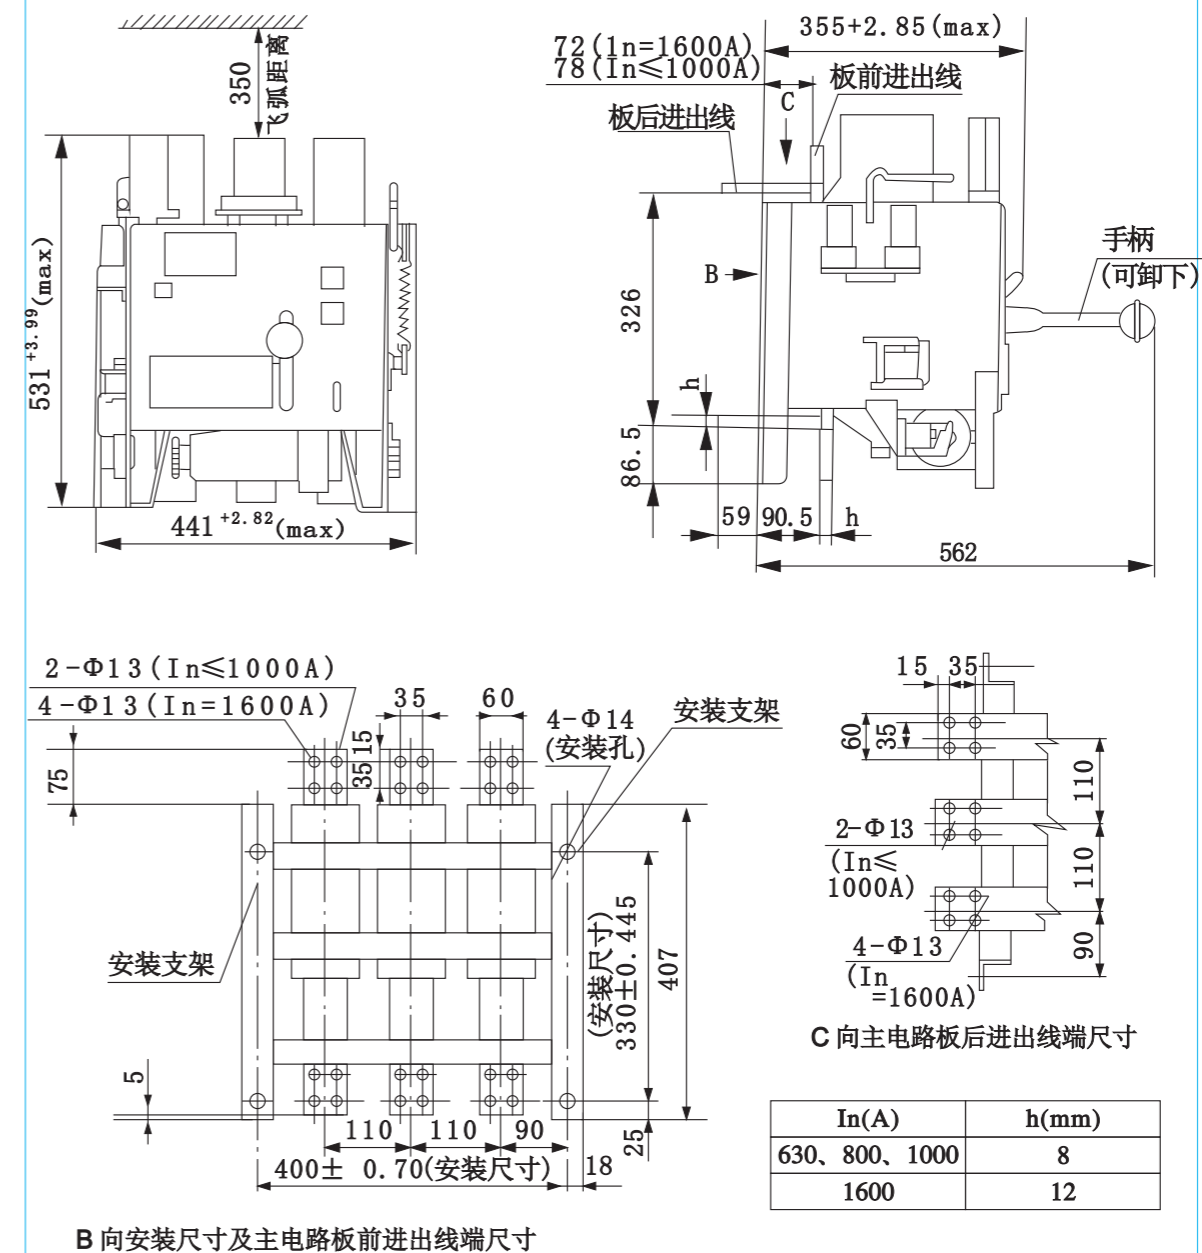 350
飞弧距离
531 +3.99 (max)
441 +2.82 (max)
355+2.85(max)
72(1n=1600A)
78(In≤1000A)
板前进出线
C
板后进出线
手柄
(可卸下)
B
326
h
86.5
59
90.5
h
562
2-Φ13(In≤1000A)
4-Φ13(In=1600A)
35
60
4-Φ14
(安装孔)
安装支架
75
15
35
安装支架
(安装尺寸)
330±0.445
407
5
110
110
90
25
400± 0.70(安装尺寸)
18
B 向安装尺寸及主电路板前进出线端尺寸
15
35
60
35
110
2-Φ13
(In≤
1000A)
110
4-Φ13
(In
=1600A)
90
C 向主电路板后进出线端尺寸
In(A) h(mm)
630、800、1000 8
1600 12